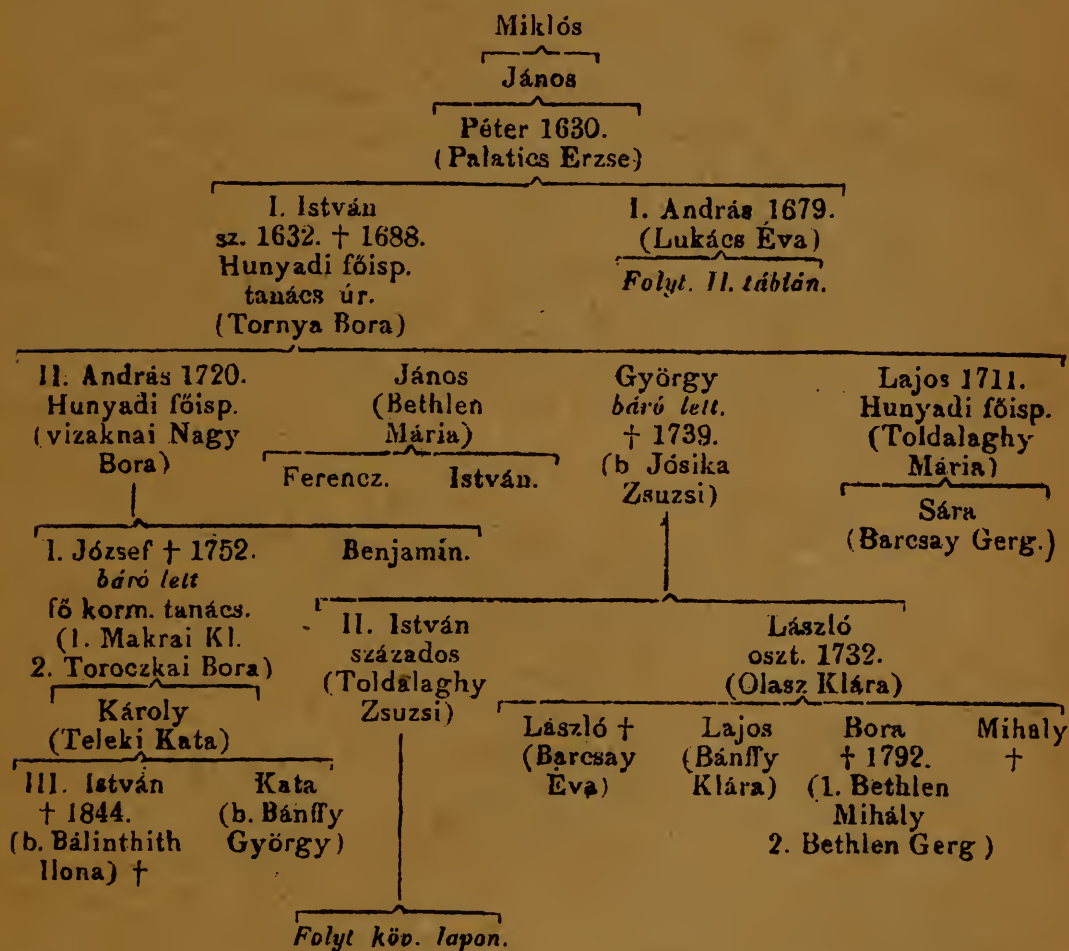 Miklós
János
Péter 1630.
(Palatics Erzse)
I. István
sz. 1632. † 1688.
Hunyadi főisp.
tanács úr.
(Tornya Bora)
I. András 1679.
(Lukács Éva)
Folyt. II. táblán.
II. András 1720.
Hunyadi főisp.
(vizaknai Nagy
Bora)
János
(Bethlen
Mária)
Ferencz. István.
György
báró lett.
† 1739.
(b Jósika
Zsuzsi)
Lajos 1711.
Hunyadi főisp.
(Toldalaghy
Mária)
Sára
(Barcsay Gerg.)
I. József † 1752.
báró lett
fő korm. tanács.
(1. Makrai Kl.
2. Toroczkai Bora)
Benjamin.
Károly
(Teleki Kata)
III. István
† 1844.
(b. Bálinthith
Ilona) †
Kata
(b. Bánffy
György)
II. István
százados
(Toldalaghy
Zsuzsi)
László
oszt. 1732.
(Olasz Klára)
László †
(Barcsay
Éva)
Lajos
(Bánffy
Klára)
Bora
† 1792.
(1. Bethlen
Mihály
2. Bethlen Gerg )
Mihaly
†
Folyt köv. lapon.